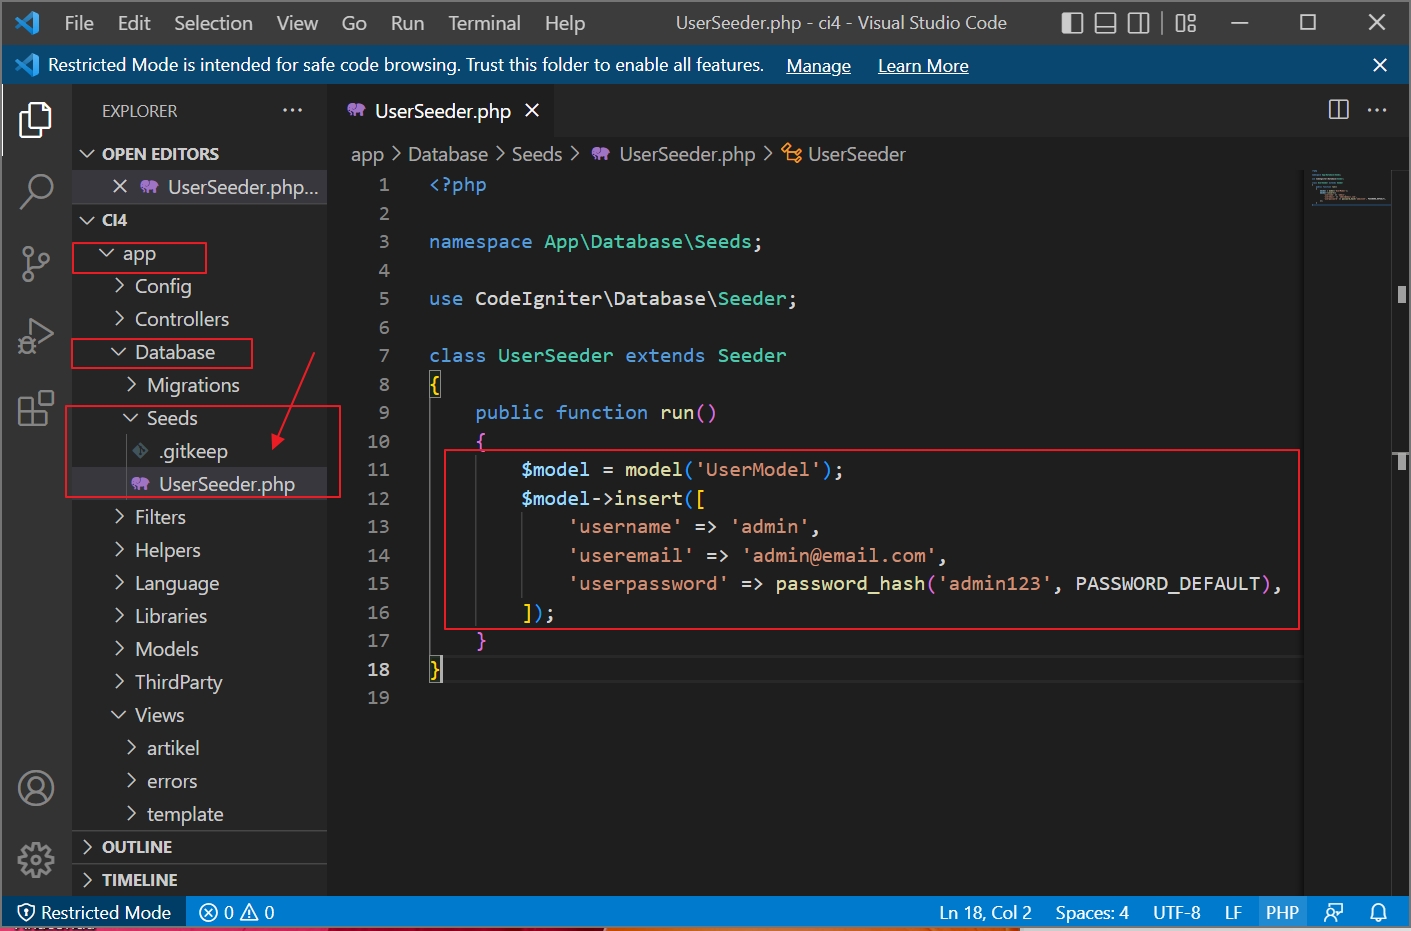 File Edit Selection View Go Run Terminal Help UserSeeder.php - ci4 - Visual Studio Code
Restricted Mode is intended for safe code browsing. Trust this folder to enable all features. Manage Learn More
EXPLORER
OPEN EDITORS
UserSeeder.php...
CI4
app
Config
Controllers
Database
Migrations
Seeds
.gitkeep
UserSeeder.php
Filters
Helpers
Language
Libraries
Models
ThirdParty
Views
artikel
errors
template
OUTLINE
TIMELINE
UserSeeder.php
app > Database > Seeds > UserSeeder.php > UserSeeder
1 <?php
2
3 namespace App\Database\Seeds;
4
5 use CodeIgniter\Database\Seeder;
6
7 class UserSeeder extends Seeder
8 {
9 public function run()
10 {
11 $model = model('UserModel');
12 $model->insert([
13 'username' => 'admin',
14 'useremail' => 'admin@email.com',
15 'userpassword' => password_hash('admin123', PASSWORD_DEFAULT),
16 ]);
17 }
18 }
19
Restricted Mode 0 0 Ln 18, Col 2 Spaces: 4 UTF-8 LF PHP